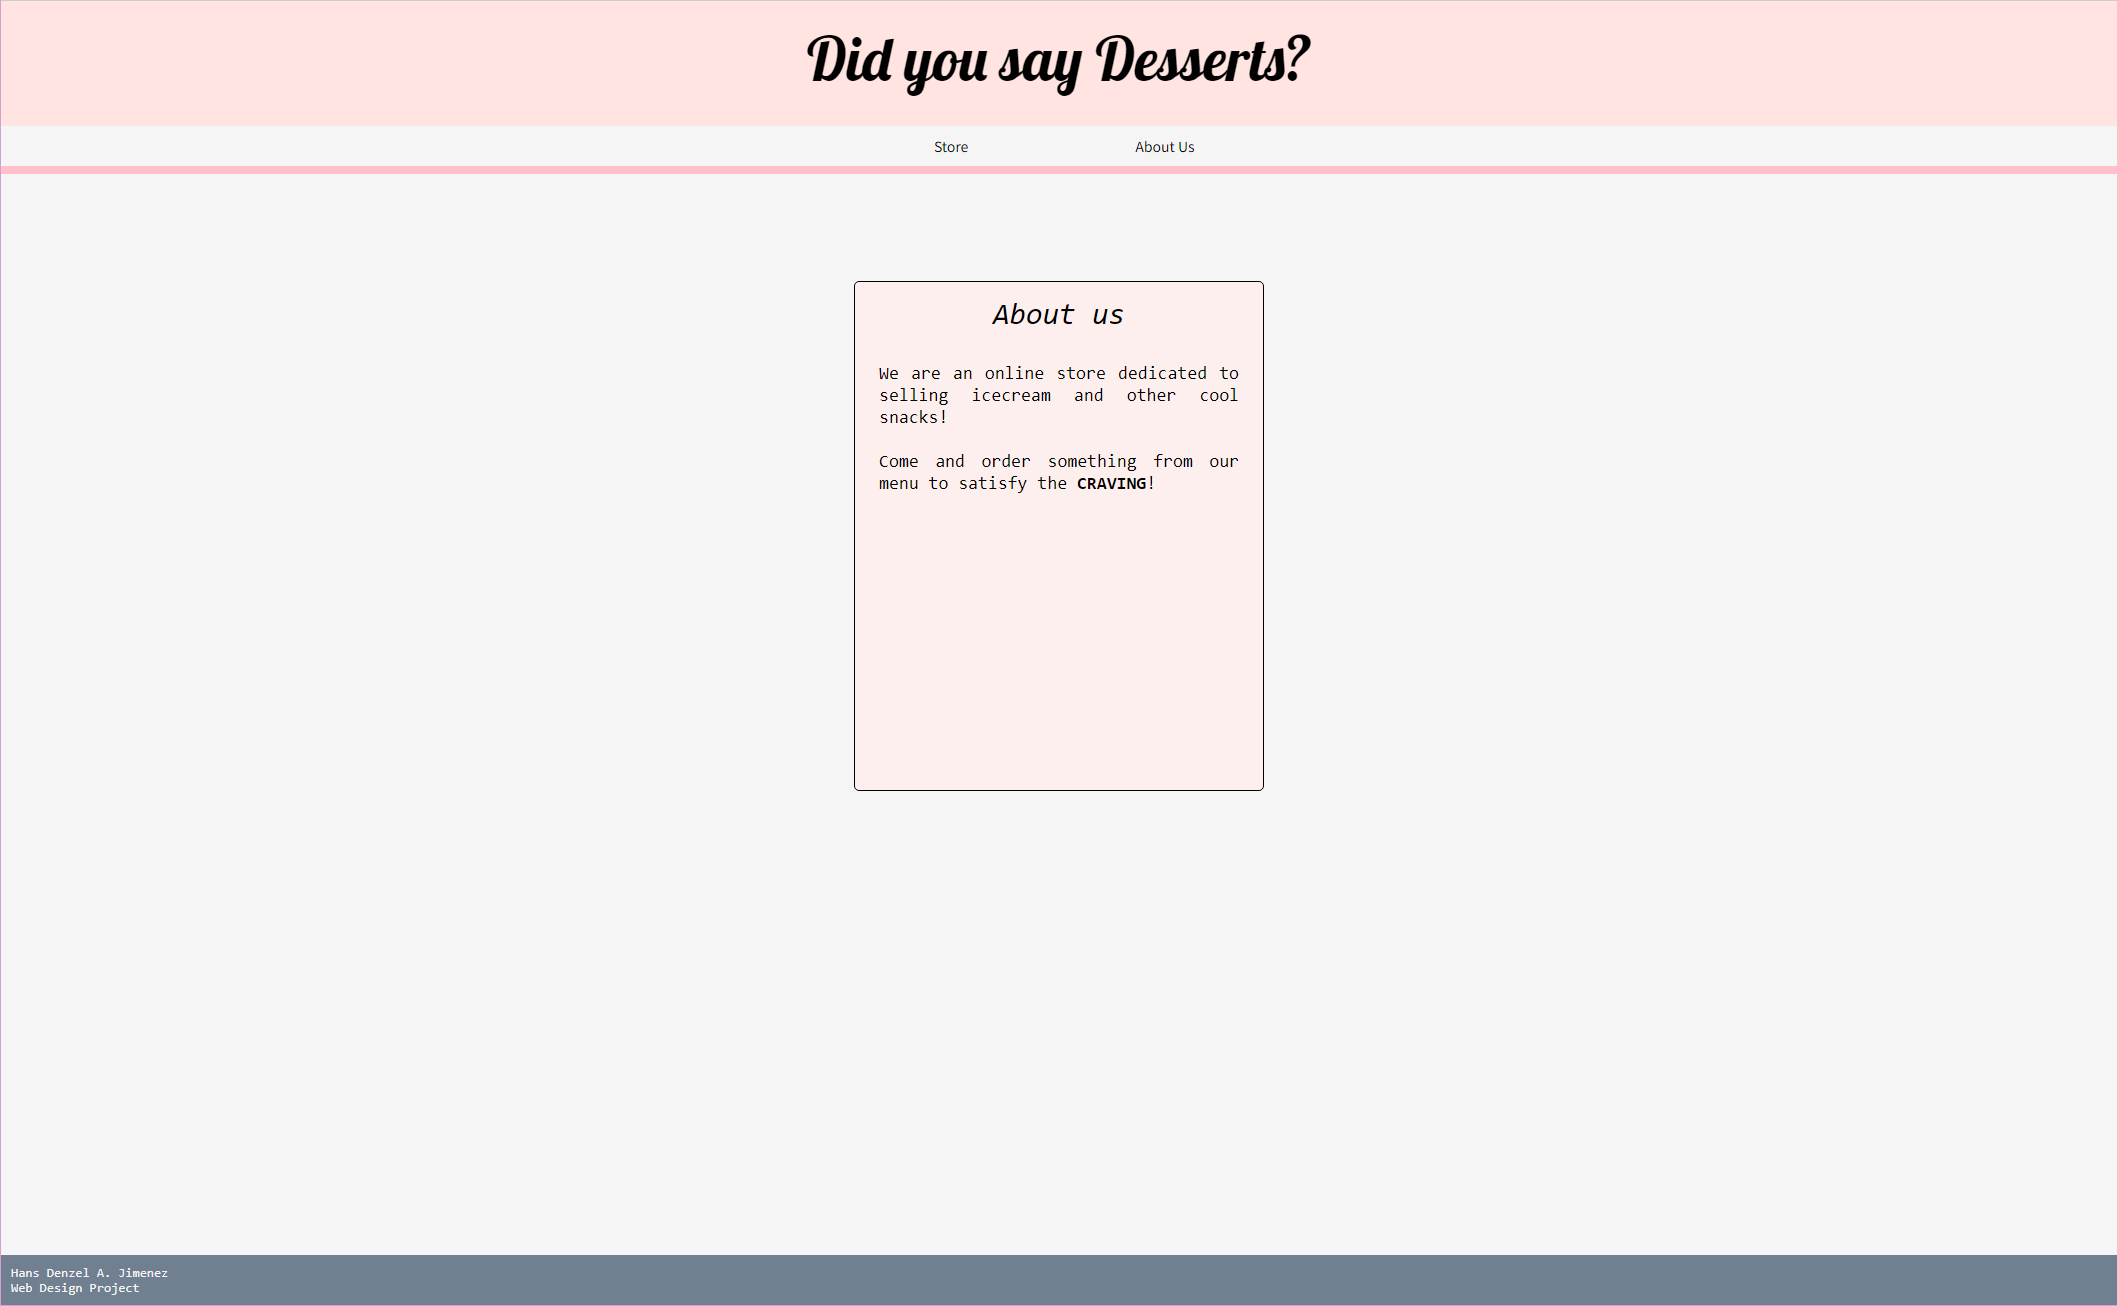 Did you say Desserts?
Store About Us
About us
We are an online store dedicated to
selling icecream and other cool
snacks!
Come and order something from our
menu to satisfy the CRAVING!
Hans Denzel A. Jimenez
Web Design Project